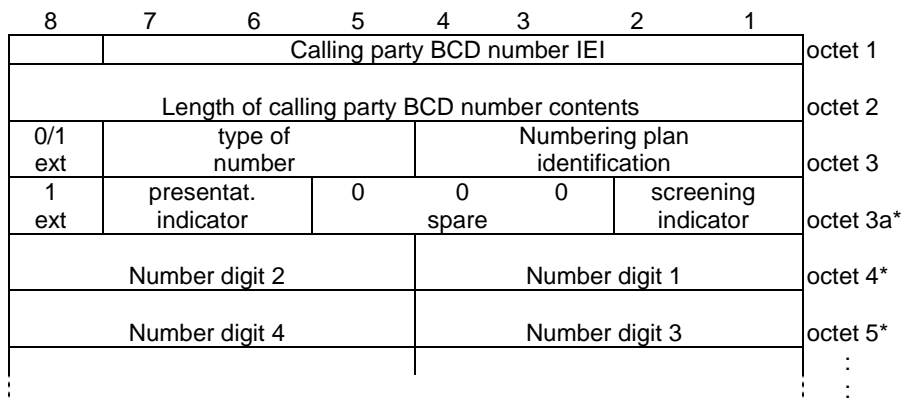 8 7 6 5 4 3 2 1
Calling party BCD number IEI octet 1
Length of calling party BCD number contents octet 2
0/1 type of Numbering plan
ext number identification octet 3
1 presentat. 0 0 0 screening
ext indicator spare indicator octet 3a*
Number digit 2 Number digit 1 octet 4*
Number digit 4 Number digit 3 octet 5*
:
: